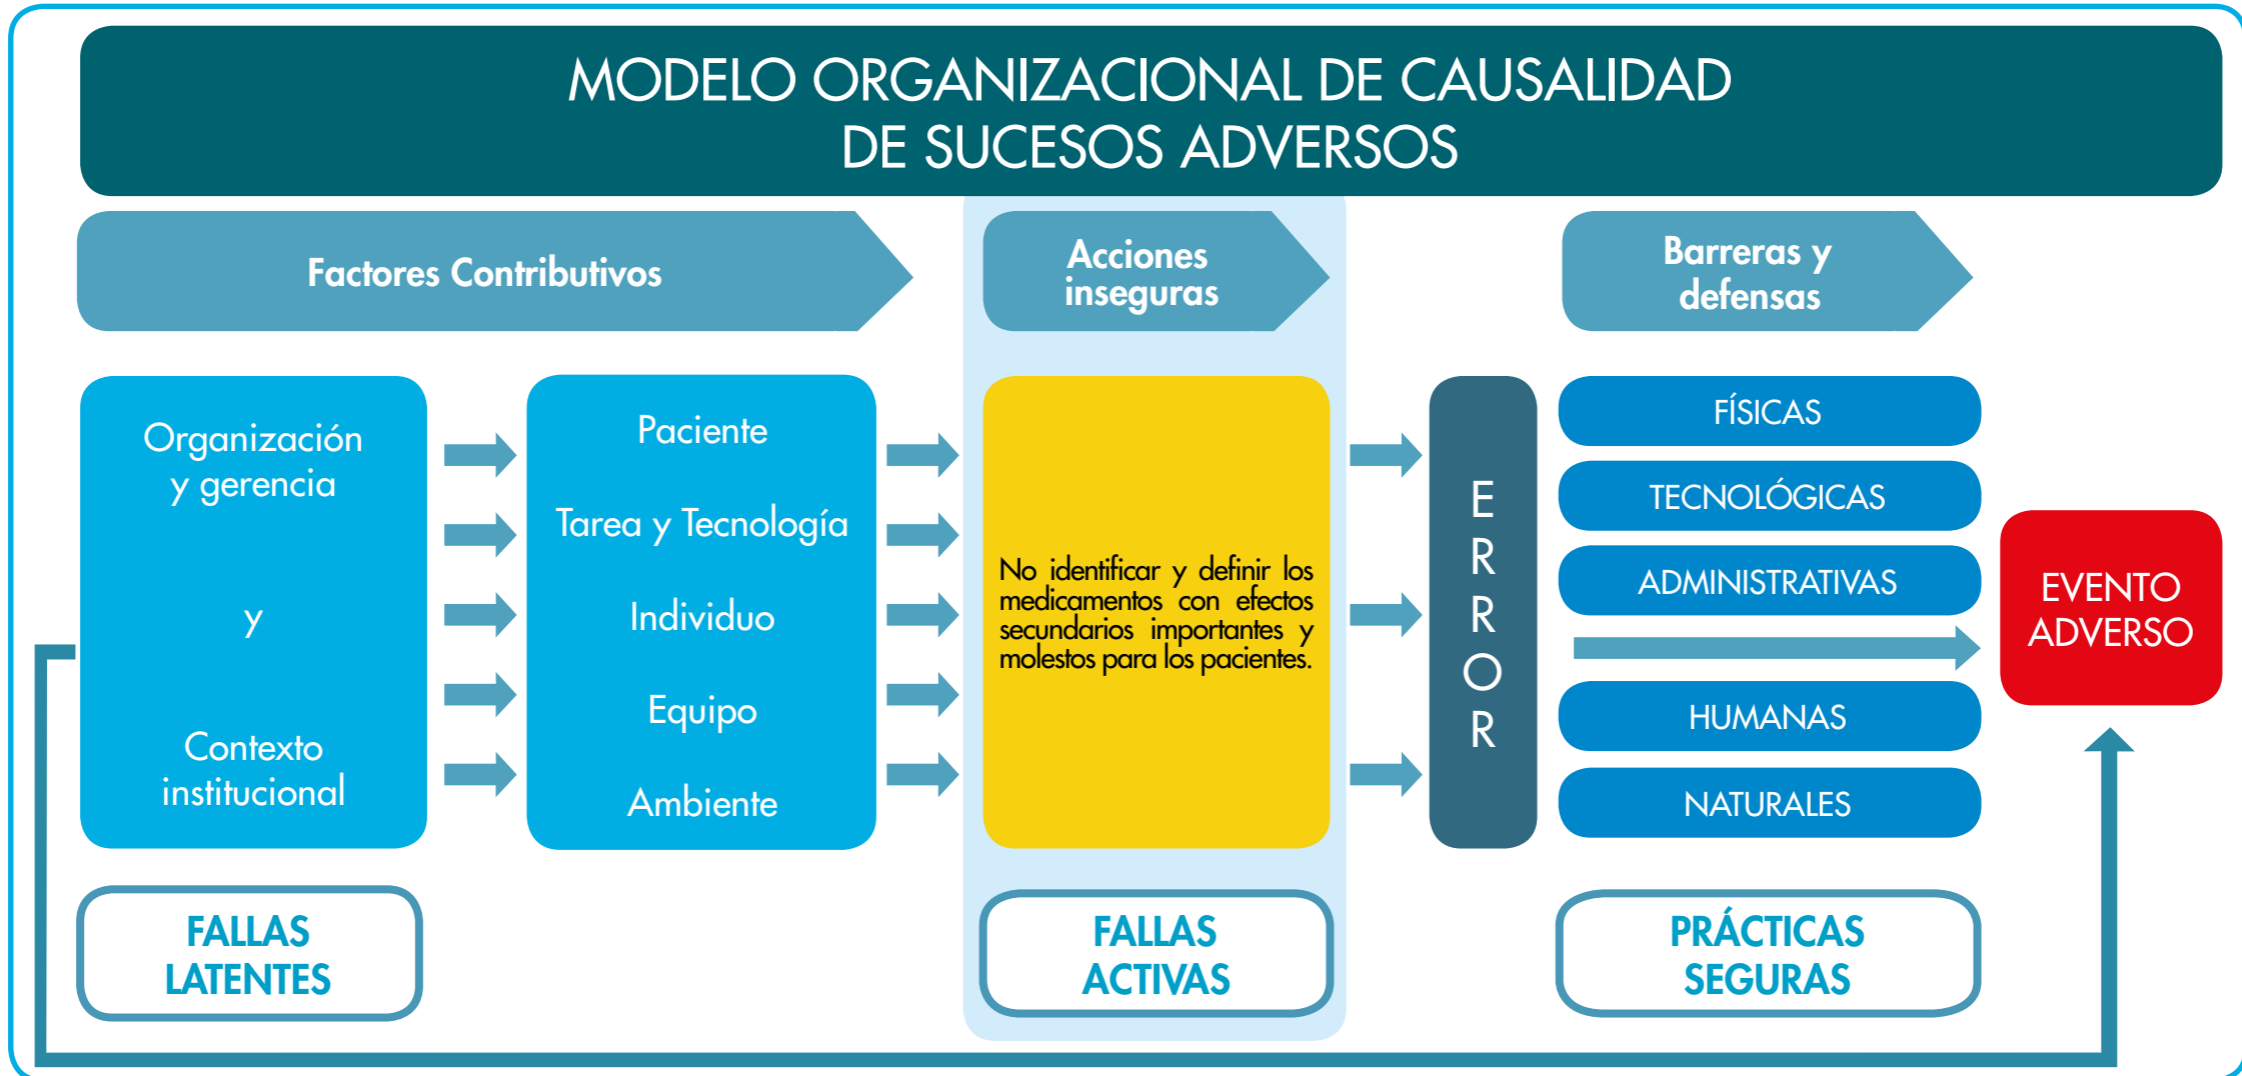 MODELO ORGANIZACIONAL DE CAUSALIDAD
DE SUCESOS ADVERSOS
Factores Contributivos
Acciones
inseguras
Barreras y
defensas
Organización
y gerencia
y
Contexto
institucional
Paciente
Tarea y Tecnología
Individuo
Equipo
Ambiente
No identificar y definir los
medicamentos con efectos
secundarios importantes y
molestos para los pacientes.
E
R
R
O
R
FÍSICAS
TECNOLÓGICAS
ADMINISTRATIVAS
HUMANAS
NATURALES
EVENTO
ADVERSO
FALLAS
LATENTES
FALLAS
ACTIVAS
PRÁCTICAS
SEGURAS